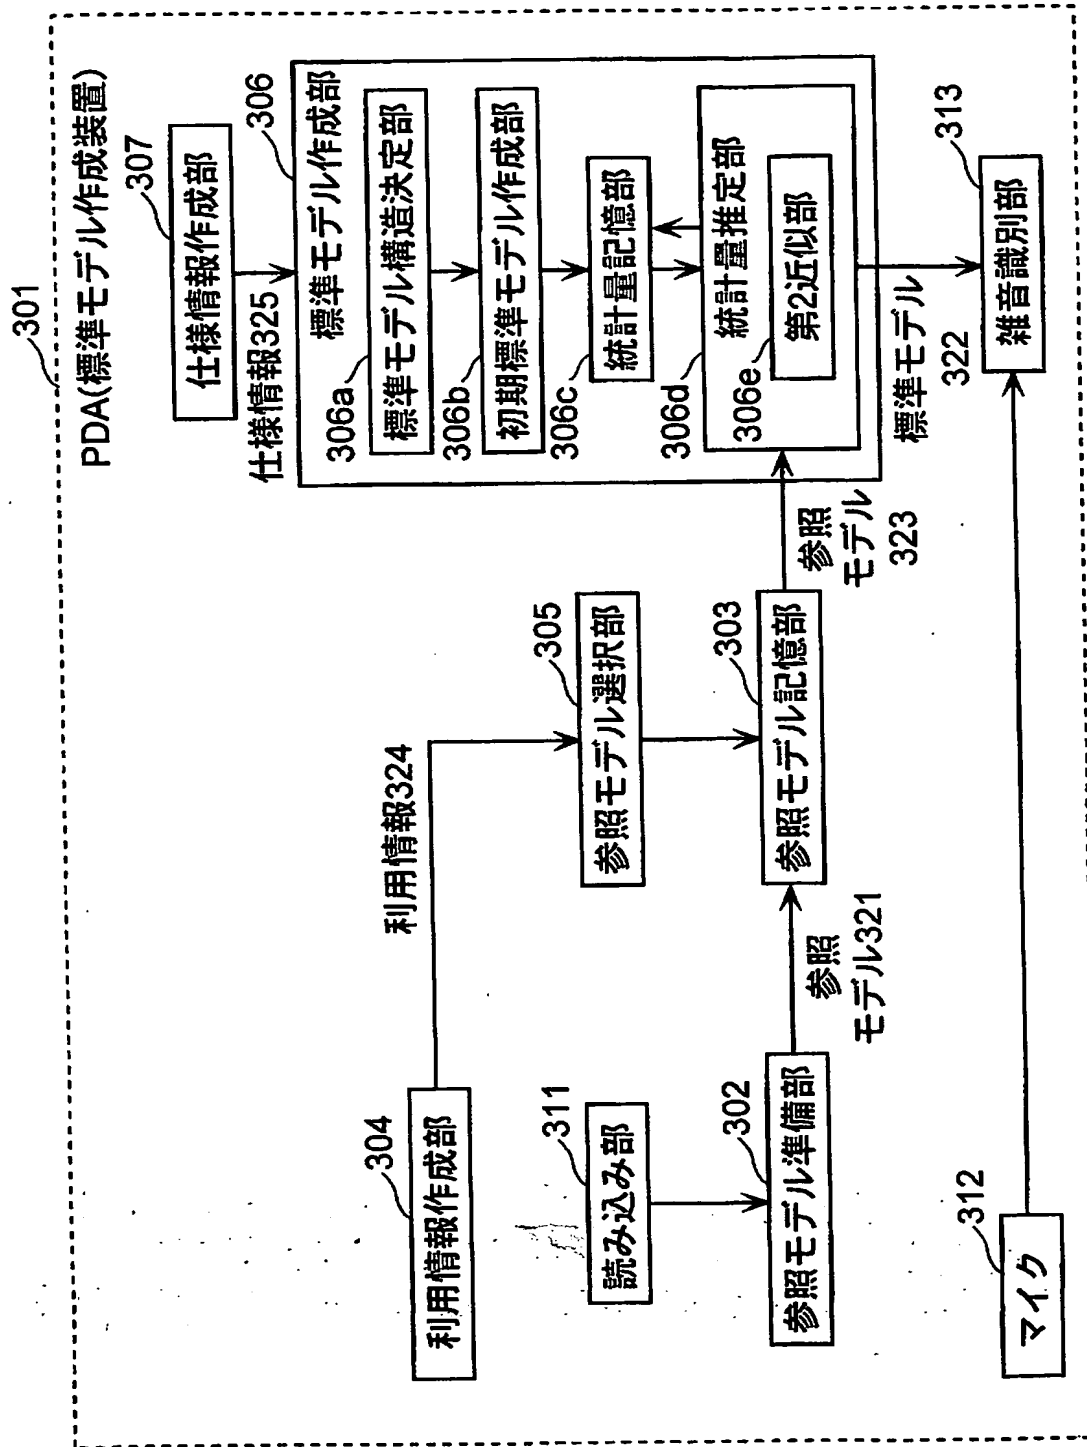 301
PDA(標準モデル作成装置)
307
仕様情報作成部
仕様情報325
306
標準モデル作成部
306a
標準モデル構造決定部
306b
初期標準モデル作成部
306c
統計量記憶部
306d
統計量推定部
306e
第2近似部
標準モデル
322
313
雑音識別部
利用情報324
305
参照モデル選択部
303
参照モデル記憶部
参照
モデル
323
参照
モデル321
304
利用情報作成部
311
読み込み部
302
参照モデル準備部
312
マイク